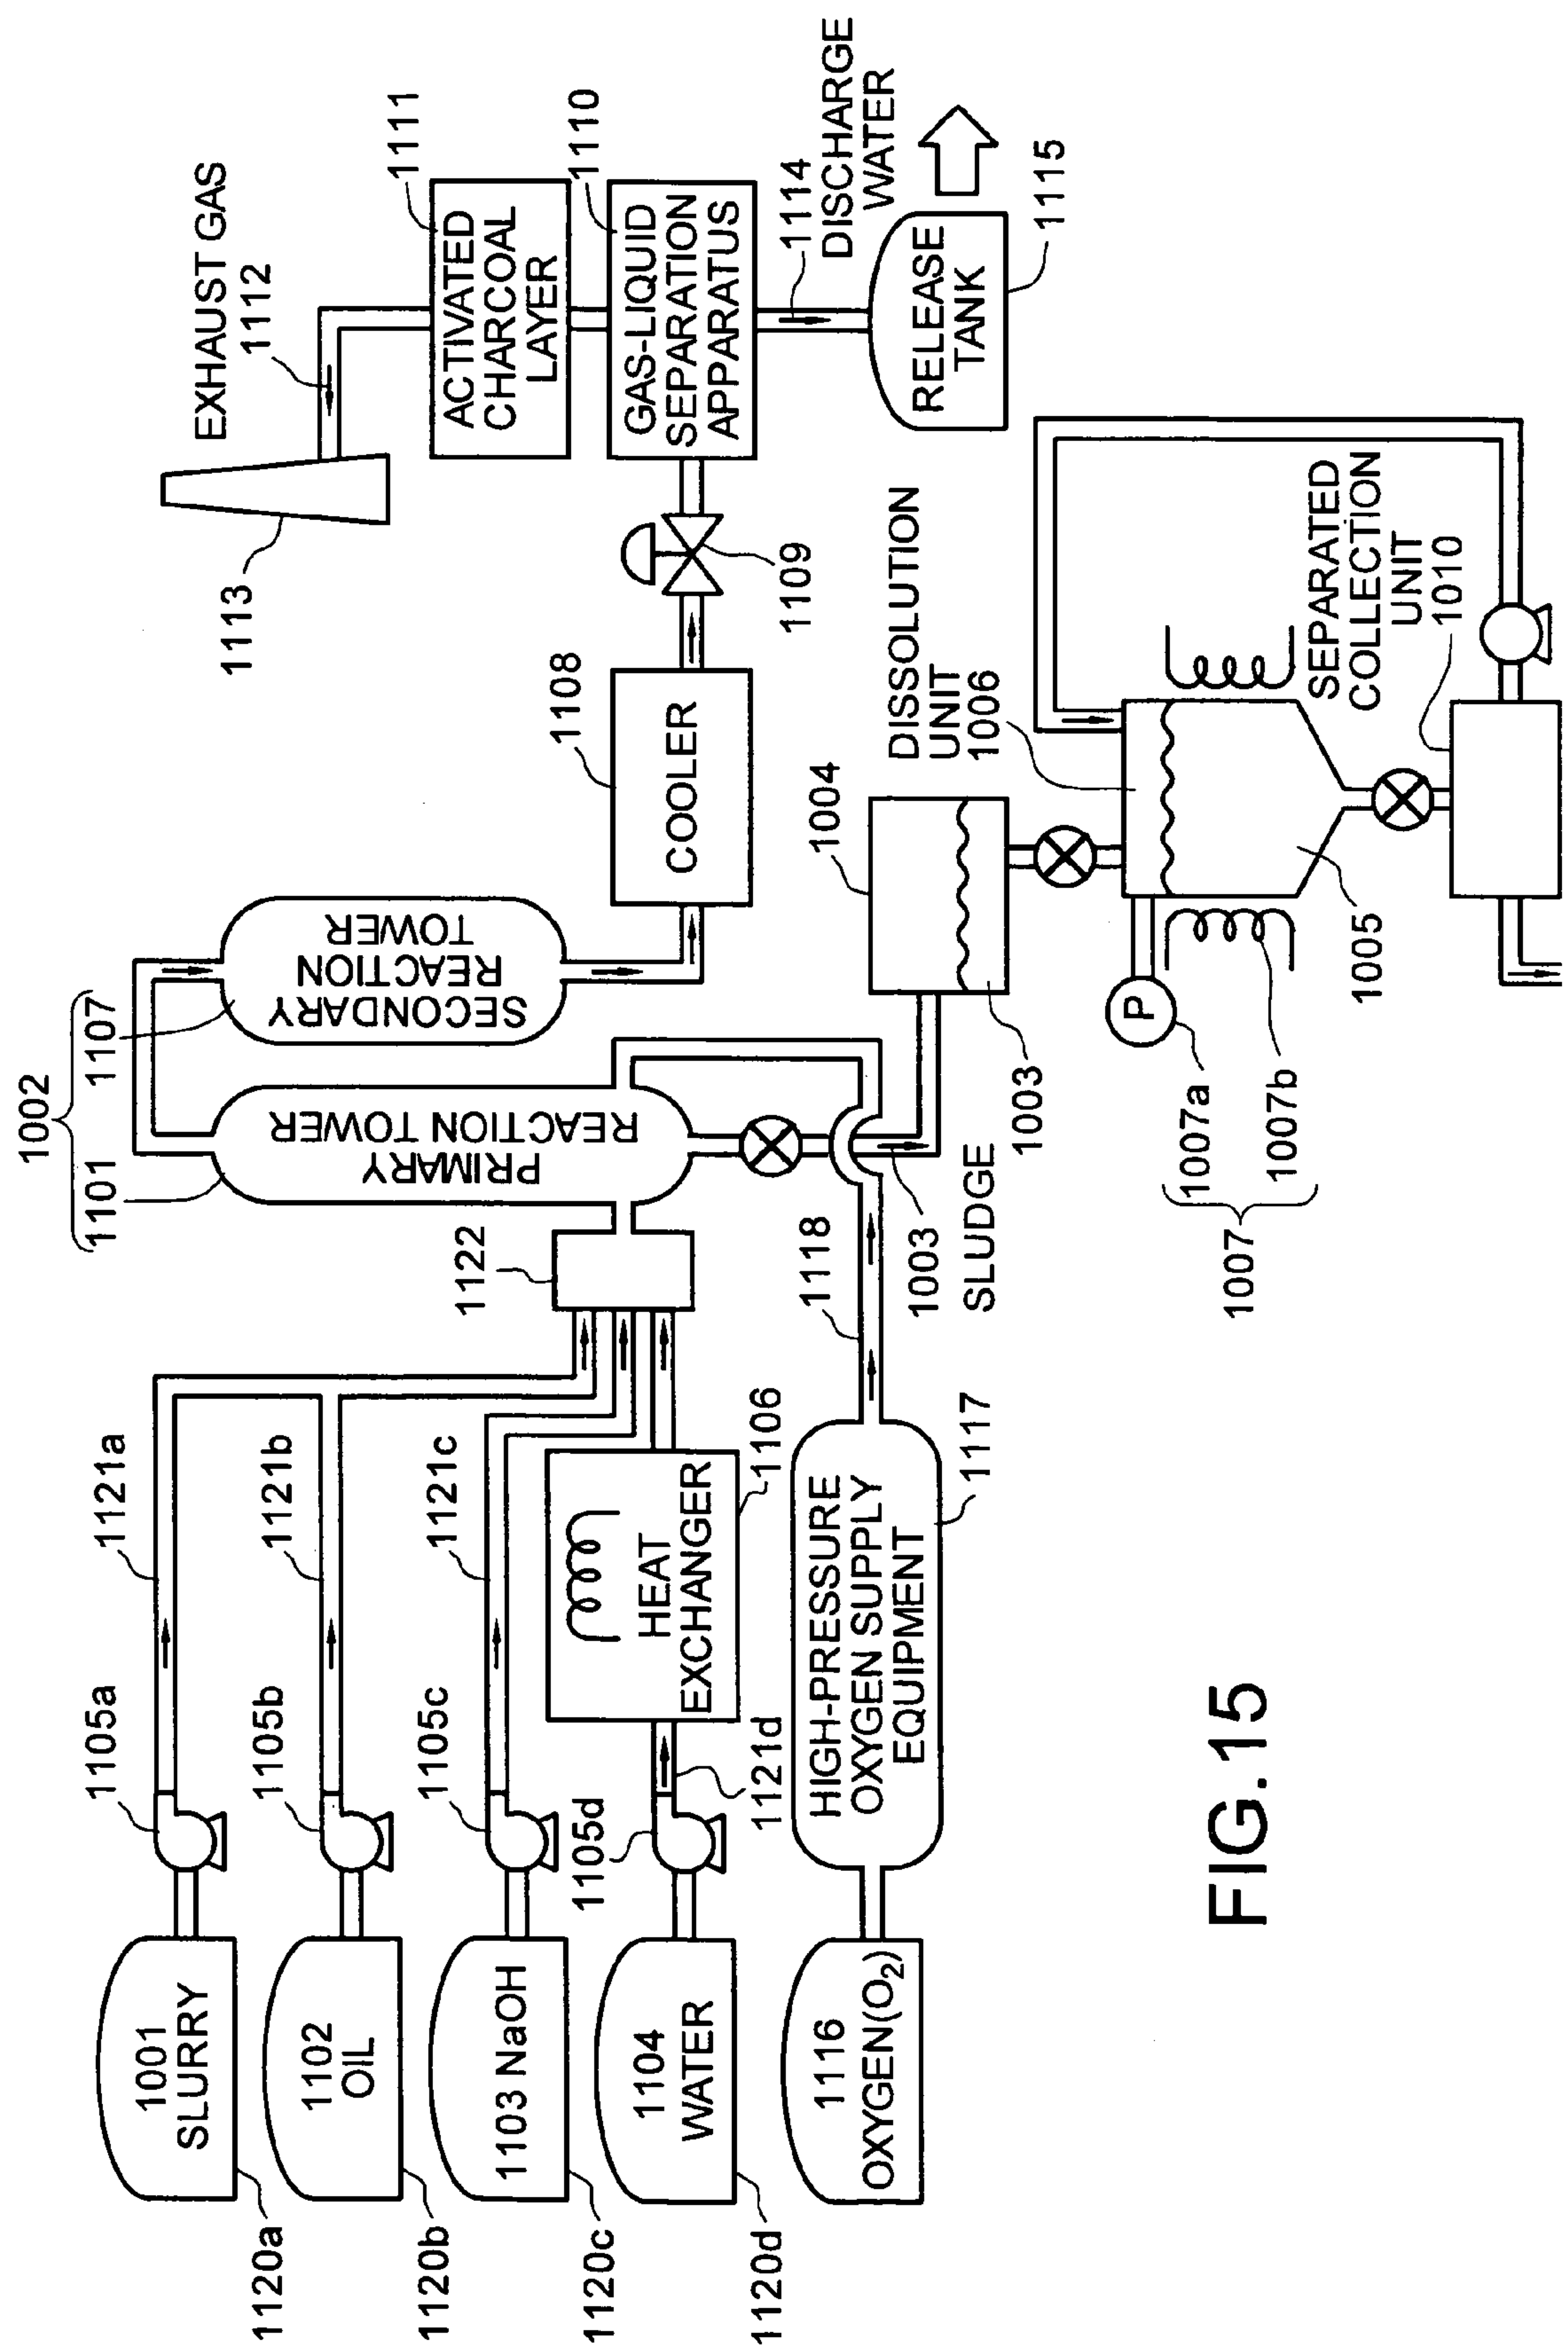 EXHAUST GAS
1112
1113
1111
ACTIVATED
CHARCOAL
LAYER
1110
GAS-LIQUID
SEPARATION
APPARATUS
1114
DISCHARGE
WATER
RELEASE
TANK
1115
1109
1108
COOLER
1002
1101
1107
SECONDARY
REACTION
TOWER
PRIMARY
REACTION TOWER
1122
1121a
1121b
1121c
1121d
1105a
1105b
1105c
1105d
HEAT
EXCHANGER
1106
1001
SLURRY
1120a
1102
OIL
1120b
1103 NaOH
1120c
1104
WATER
1120d
1116
OXYGEN(O2)
HIGH-PRESSURE
OXYGEN SUPPLY
EQUIPMENT
1117
1118
1003
SLUDGE
1004
1003
DISSOLUTION
UNIT
1006
P
1007a
1007b
1007
1005
SEPARATED
COLLECTION
UNIT
1010
FIG.15